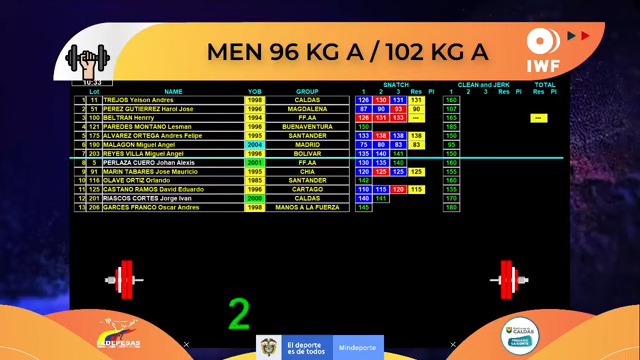 MEN 96 KG A / 102 KG A
IWF
10:33
SNATCH CLEAN and JERK TOTAL
Lot NAME YOB GROUP 1 2 3 Res Pl 1 2 3 Res Pl Res Pl
1 11 TREJOS Yeison Andres 1998 CALDAS 126 130 131 131 160
2 51 PEREZ GUTIERREZ Harol Jose 1996 MAGDALENA 87 90 93 90 107
3 100 BELTRAN Henrry 1994 FF.AA 126 131 133 --- 160 ---
4 121 PAREDES MONTAÑO Lesman 1996 BUENAVENTURA 150 185
5 175 ALVAREZ ORTEGA Andres Felipe 1995 SANTANDER 133 138 138 138 150
6 190 MALAGON Miguel Angel 2004 MADRID 75 80 83 83 95
7 203 REYES VILLA Miguel Angel 1997 BOLIVAR 135 140 141 150
8 5 PERLAZA CUERO Johan Alexis 2001 FF.AA 130 135 140 160
9 91 MARIN TABARES Jose Mauricio 1995 CHIA 120 125 125 125 155
10 116 OLAVE ORTIZ Orlando 1985 SANTANDER 142 160
11 125 CASTAÑO RAMOS David Eduardo 1996 CARTAGO 110 115 120 115 135
12 201 RIASCOS CORTES Jorge Ivan 2000 CALDAS 140 141 170
13 206 GARCES FRANCO Oscar Andres 1998 MANOS A LA FUERZA 145 180
2
El deporte
es de todos
Mindeporte
CALDAS